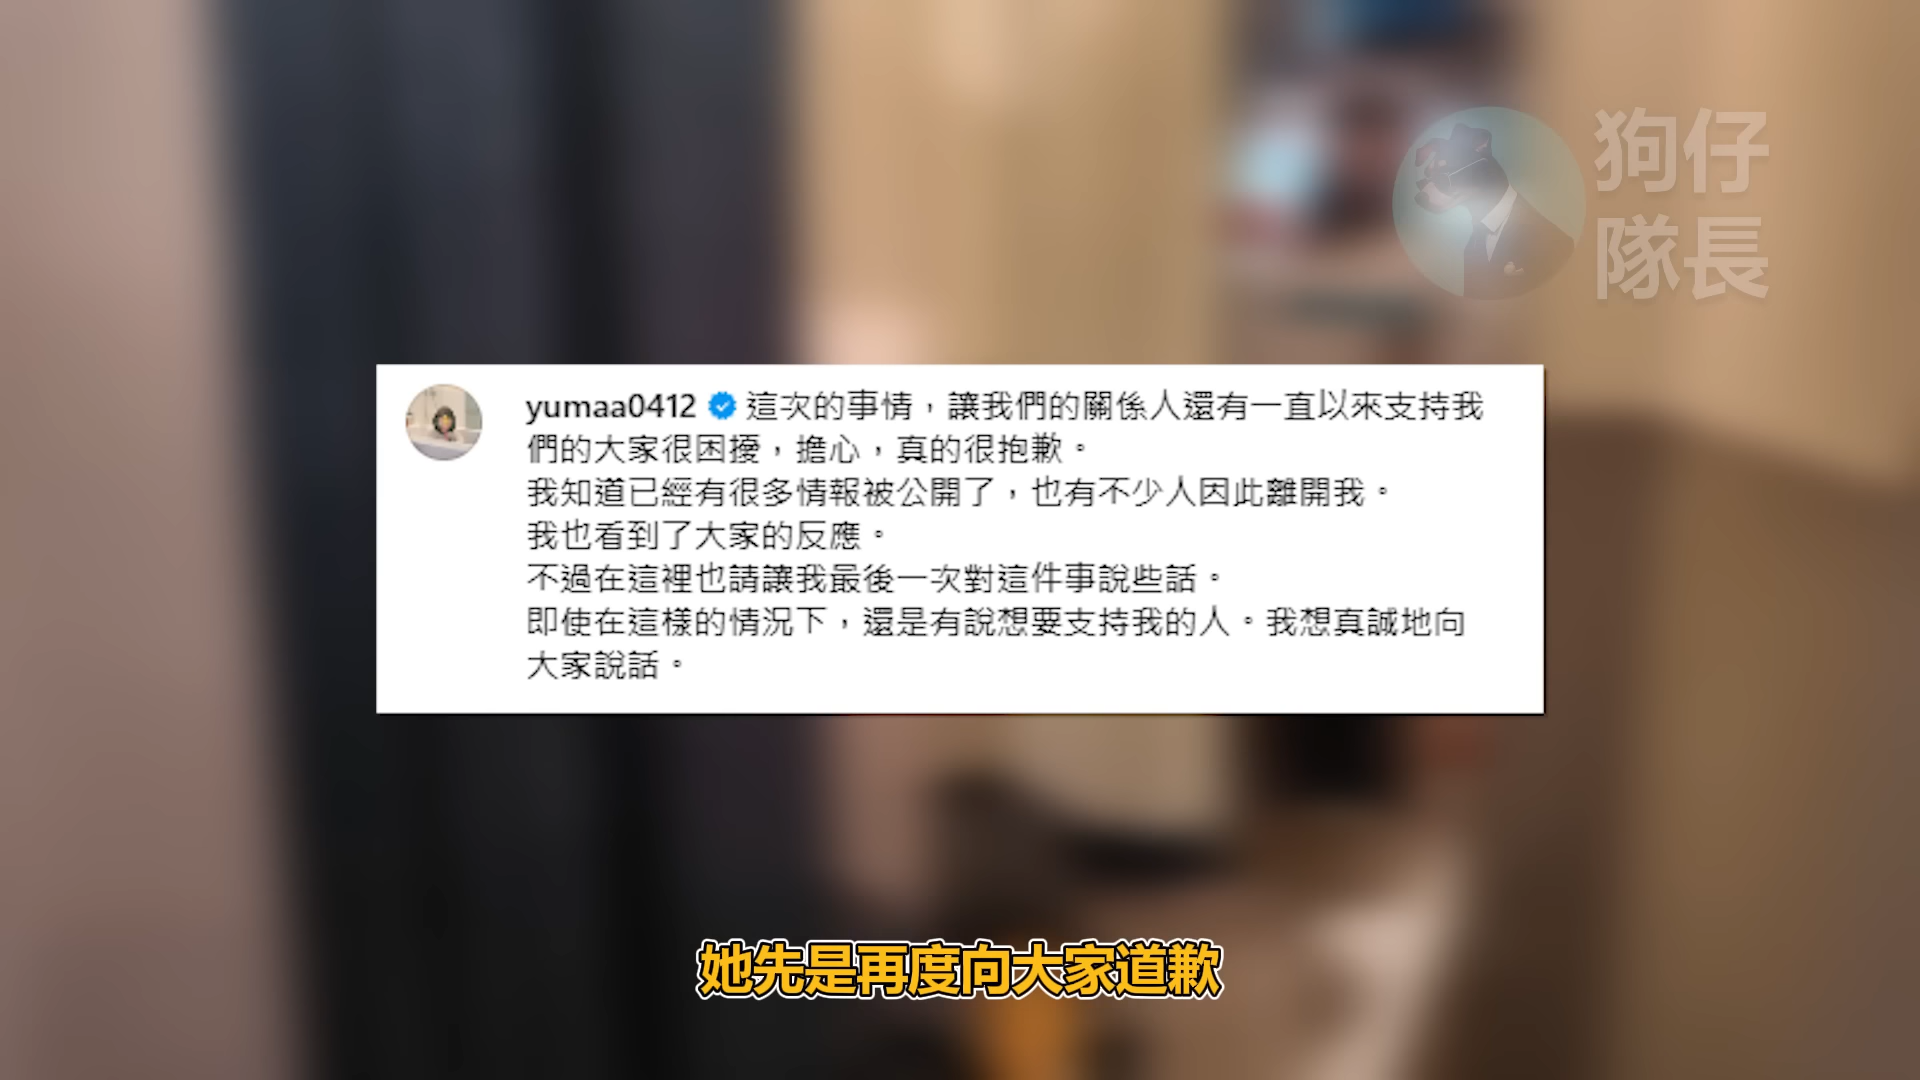 狗仔
隊長
yumaa0412 這次的事情，讓我們的關係人還有一直以來支持我
們的大家很困擾，擔心，真的很抱歉。
我知道已經有很多情報被公開了，也有不少人因此離開我。
我也看到了大家的反應。
不過在這裡也請讓我最後一次對這件事說些話。
即使在這樣的情況下，還是有說想要支持我的人。我想真誠地向
大家說話。
她先是再度向大家道歉